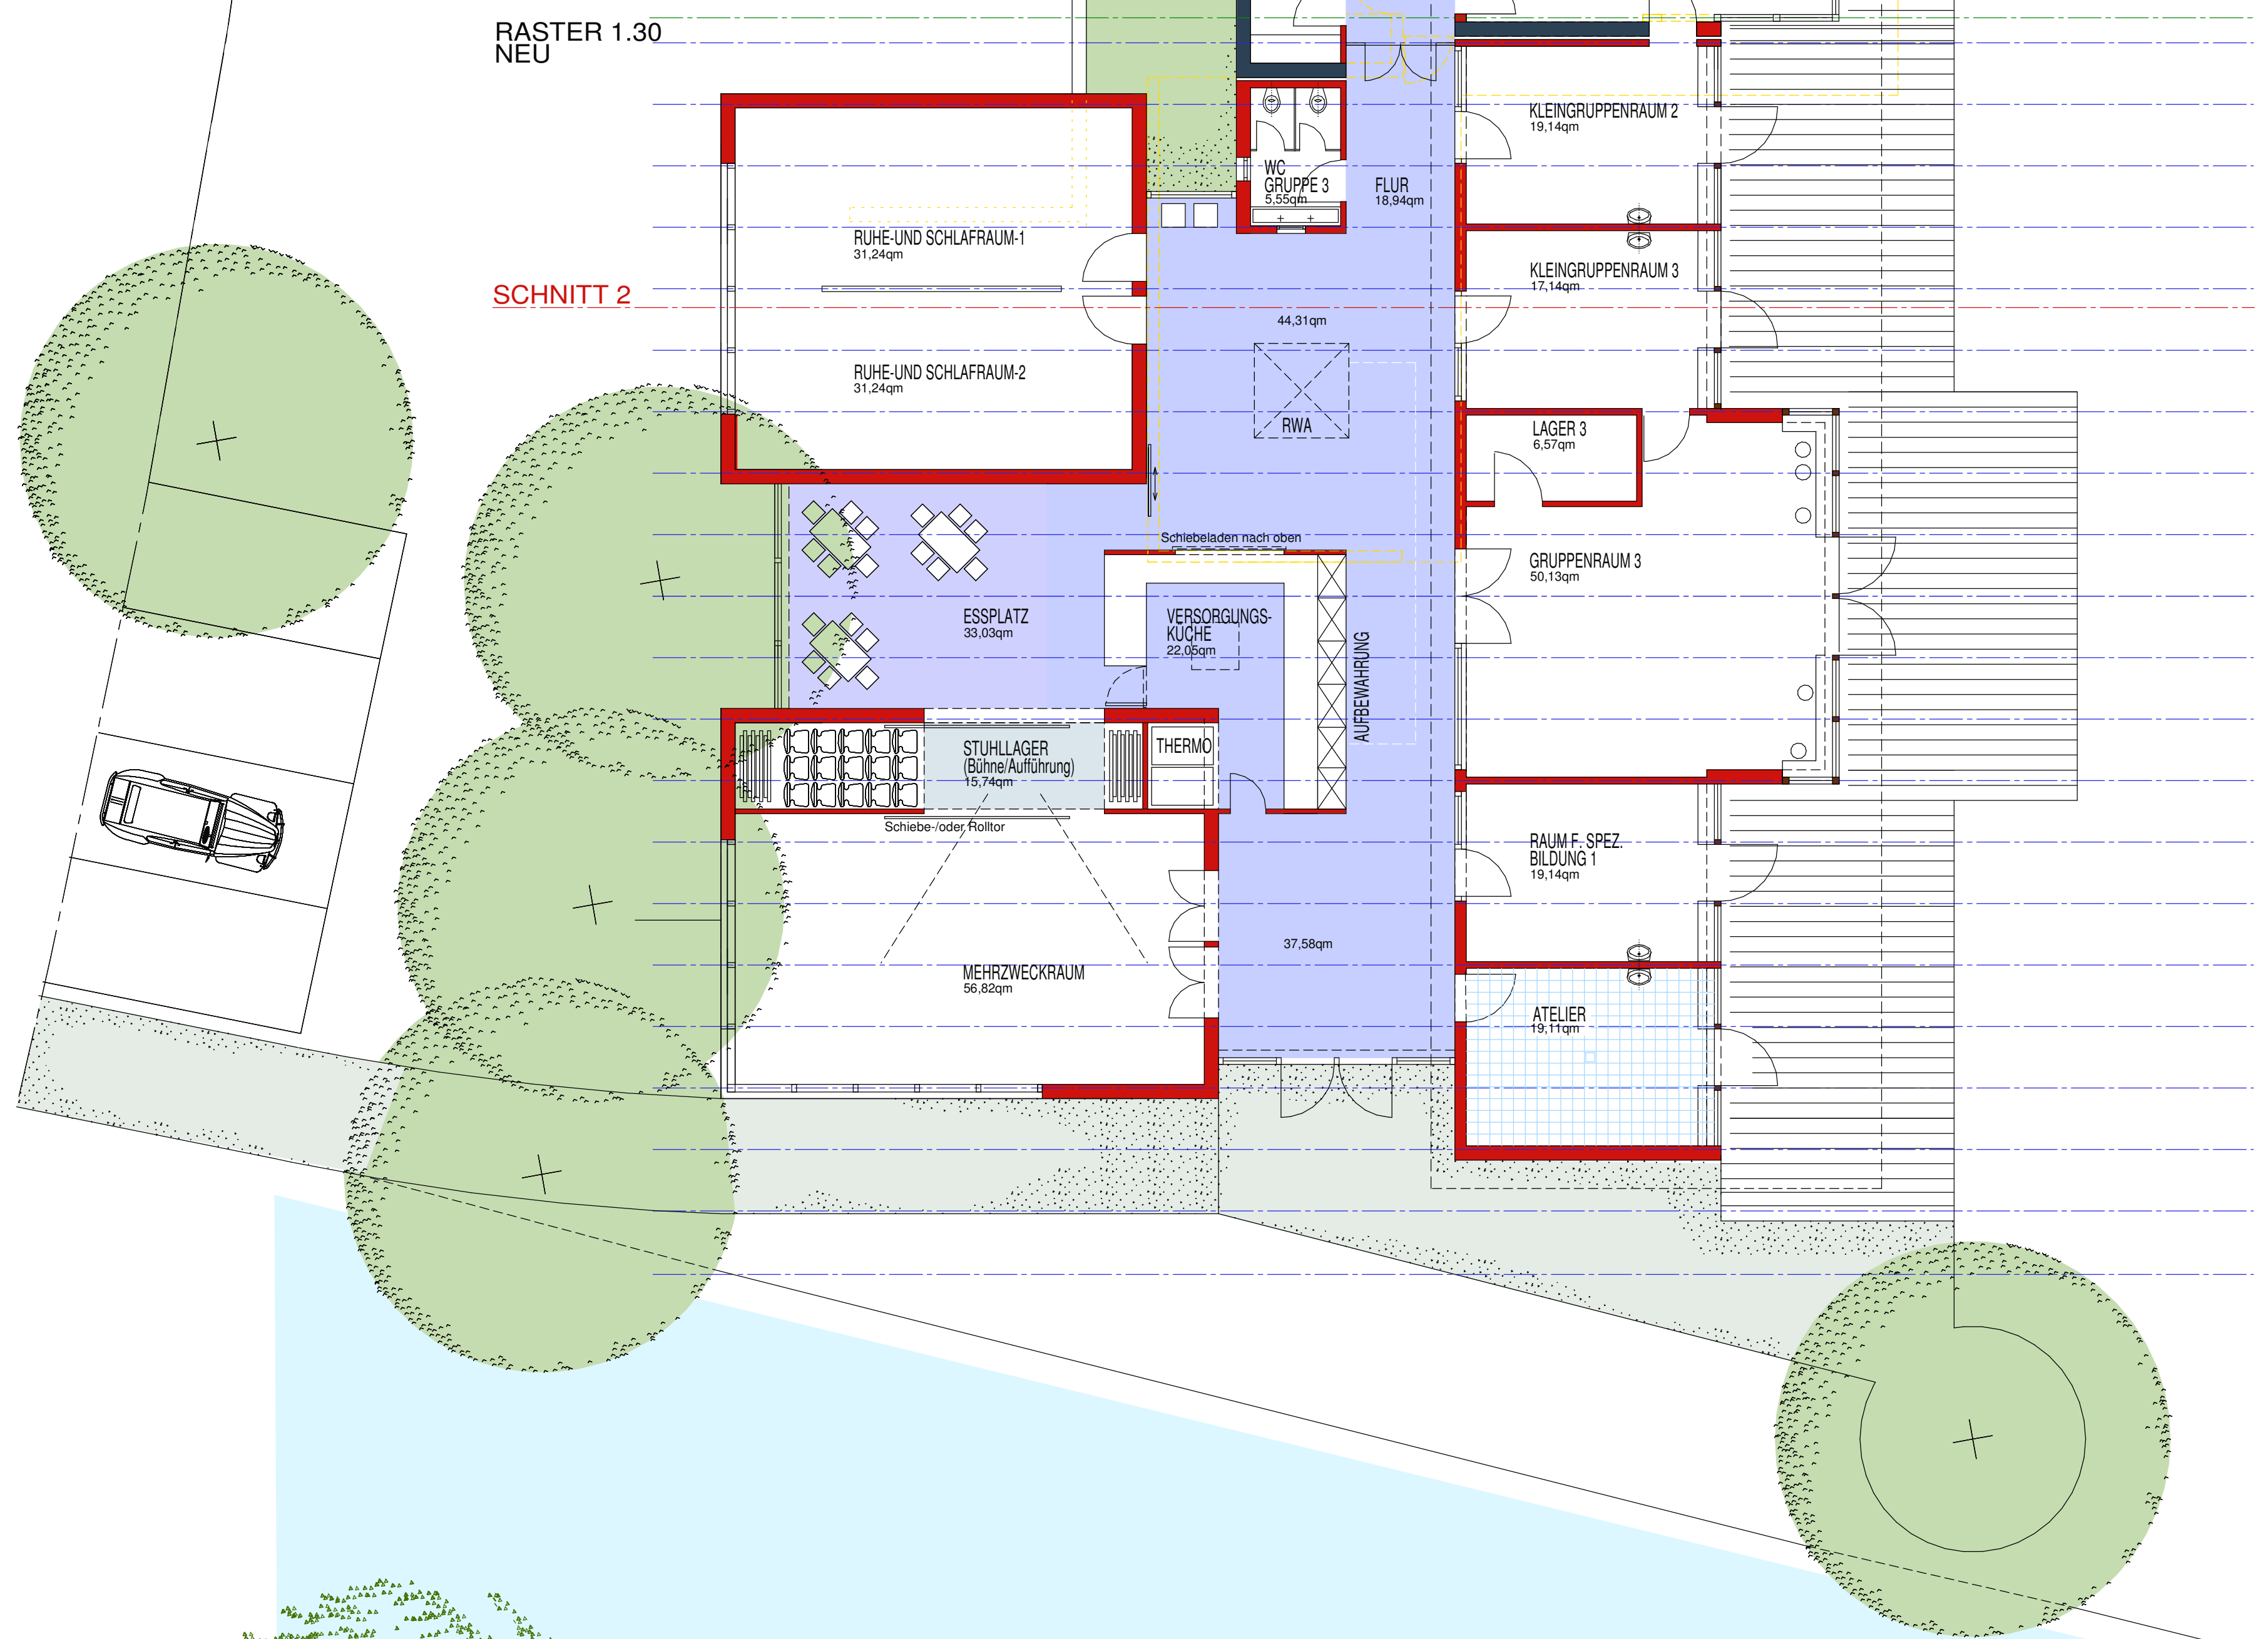 RASTER 1.30
NEU
KLEINGRUPPENRAUM 2
19,14qm
WC
GRUPPE 3
5,55qm
FLUR
18,94qm
RUHE-UND SCHLAFRAUM-1
31,24qm
KLEINGRUPPENRAUM 3
17,14qm
SCHNITT 2
44,31qm
RUHE-UND SCHLAFRAUM-2
31,24qm
RWA
LAGER 3
6,57qm
Schiebeladen nach oben
GRUPPENRAUM 3
50,13qm
ESSPLATZ
33,03qm
VERSORGUNGS-
KÜCHE
22,05qm
AUFBEWAHRUNG
STUHLLAGER
(Bühne/Aufführung)
15,74qm
THERMO
Schiebe-/oder Rolltor
RAUM F. SPEZ.
BILDUNG 1
19,14qm
37,58qm
MEHRZWECKRAUM
56,82qm
ATELIER
19,11qm